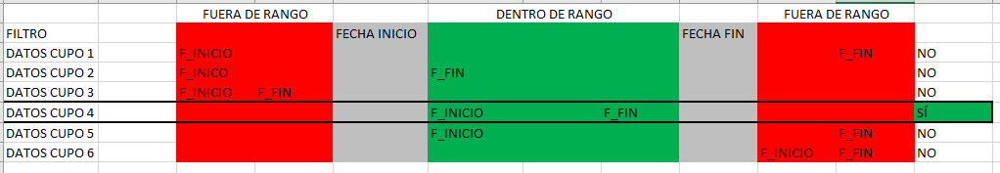 FUERA DE RANGO DENTRO DE RANGO FUERA DE RANGO
FILTRO FECHA INICIO FECHA FIN
DATOS CUPO 1 F_INICIO F_FIN NO
DATOS CUPO 2 F_INICO F_FIN NO
DATOS CUPO 3 F_INICIO F_FIN NO
DATOS CUPO 4 F_INICIO F_FIN SÍ
DATOS CUPO 5 F_INICIO F_FIN NO
DATOS CUPO 6 F_INICIO F_FIN NO